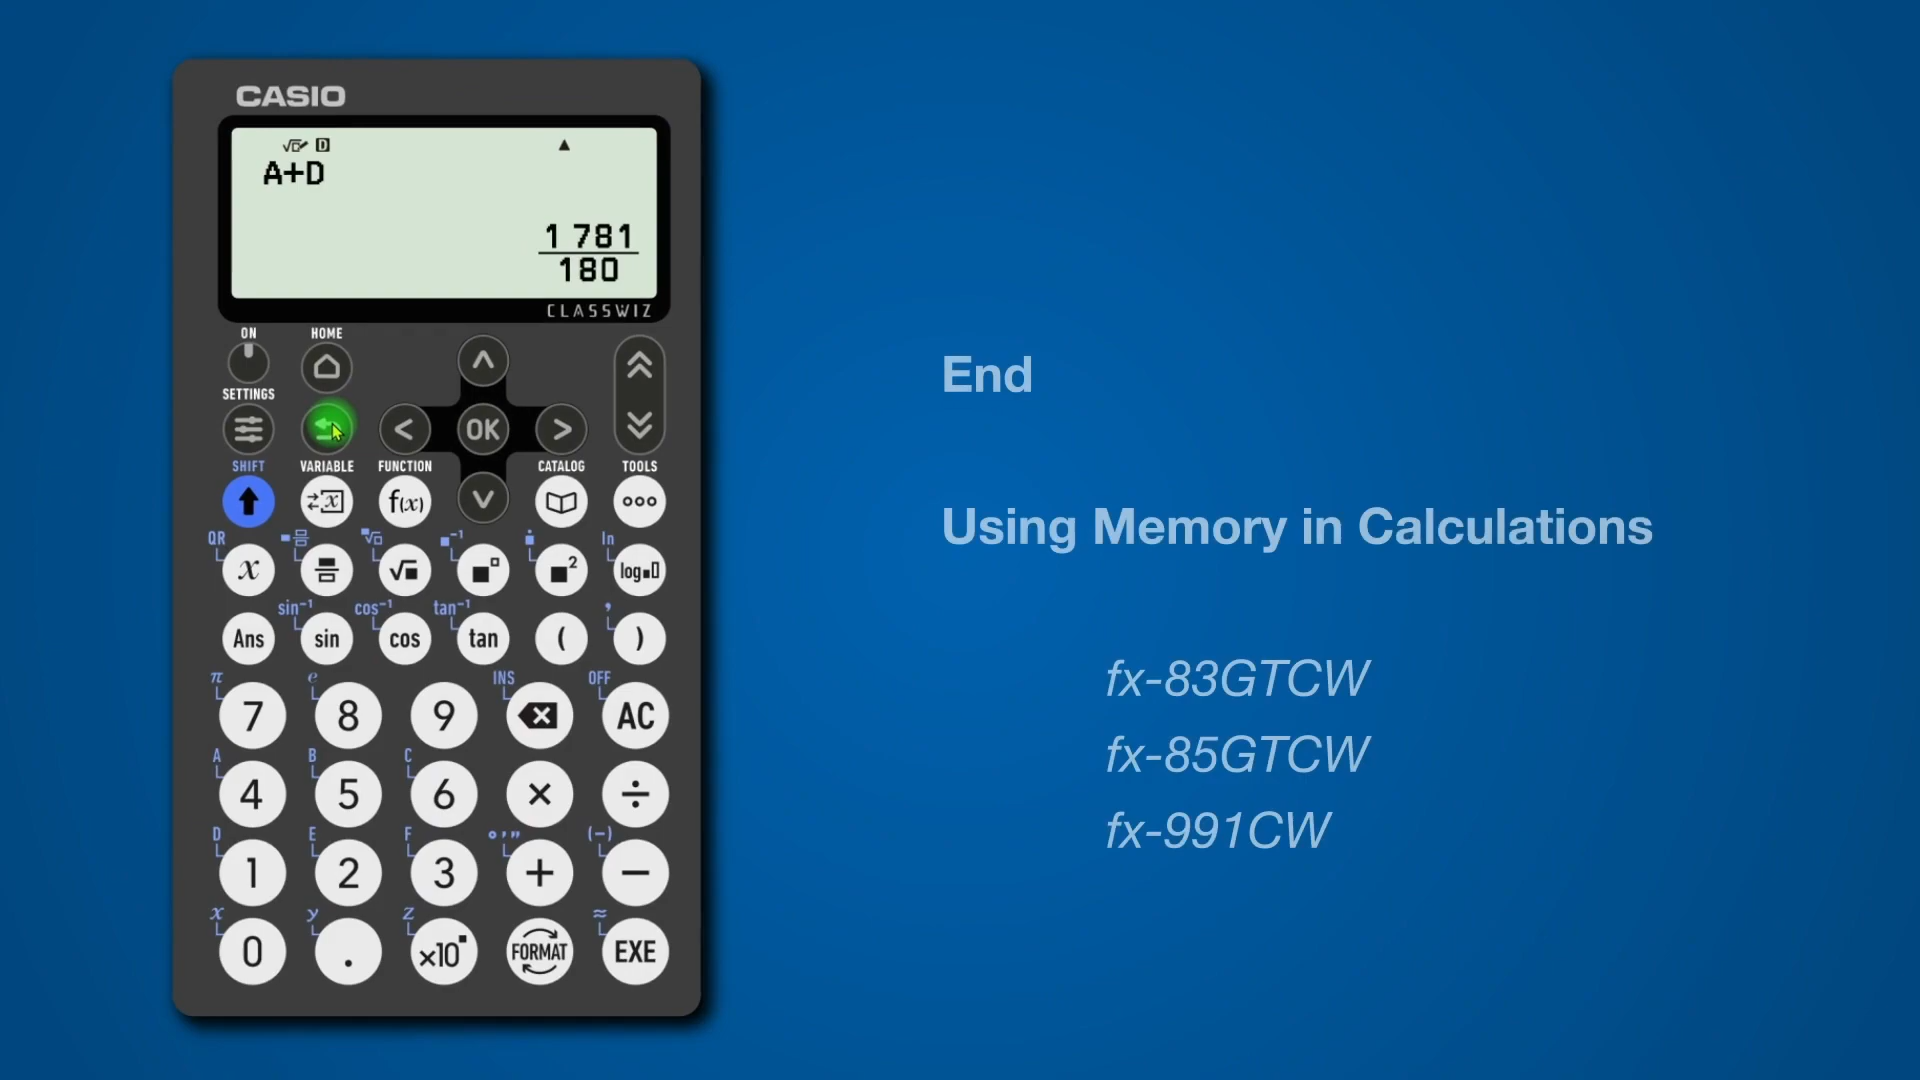 CASIO
√▫ D ▲
A+D
1 781
180
CLASSWIZ
ON HOME
SETTINGS
OK
SHIFT VARIABLE FUNCTION CATALOG TOOLS
x f(x)
QR √▫ ▪⁻¹ ln
x √▪ ▪▫ ▪² log▪▯
sin⁻¹ cos⁻¹ tan⁻¹ ,
Ans sin cos tan ( )
π e INS OFF
7 8 9 AC
A B C
4 5 6 × ÷
D E F ° ′ ″ (−)
1 2 3 + −
x y z ≈
0 . ×10▪ FORMAT EXE
End
Using Memory in Calculations
fx-83GTCW
fx-85GTCW
fx-991CW